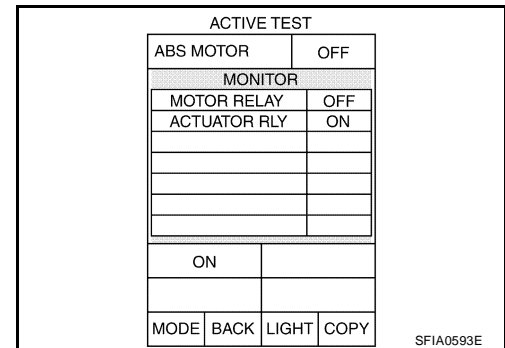 ACTIVE TEST
ABS MOTOR OFF
MONITOR
MOTOR RELAY OFF
ACTUATOR RLY ON
ON
MODE BACK LIGHT COPY
SFIA0593E